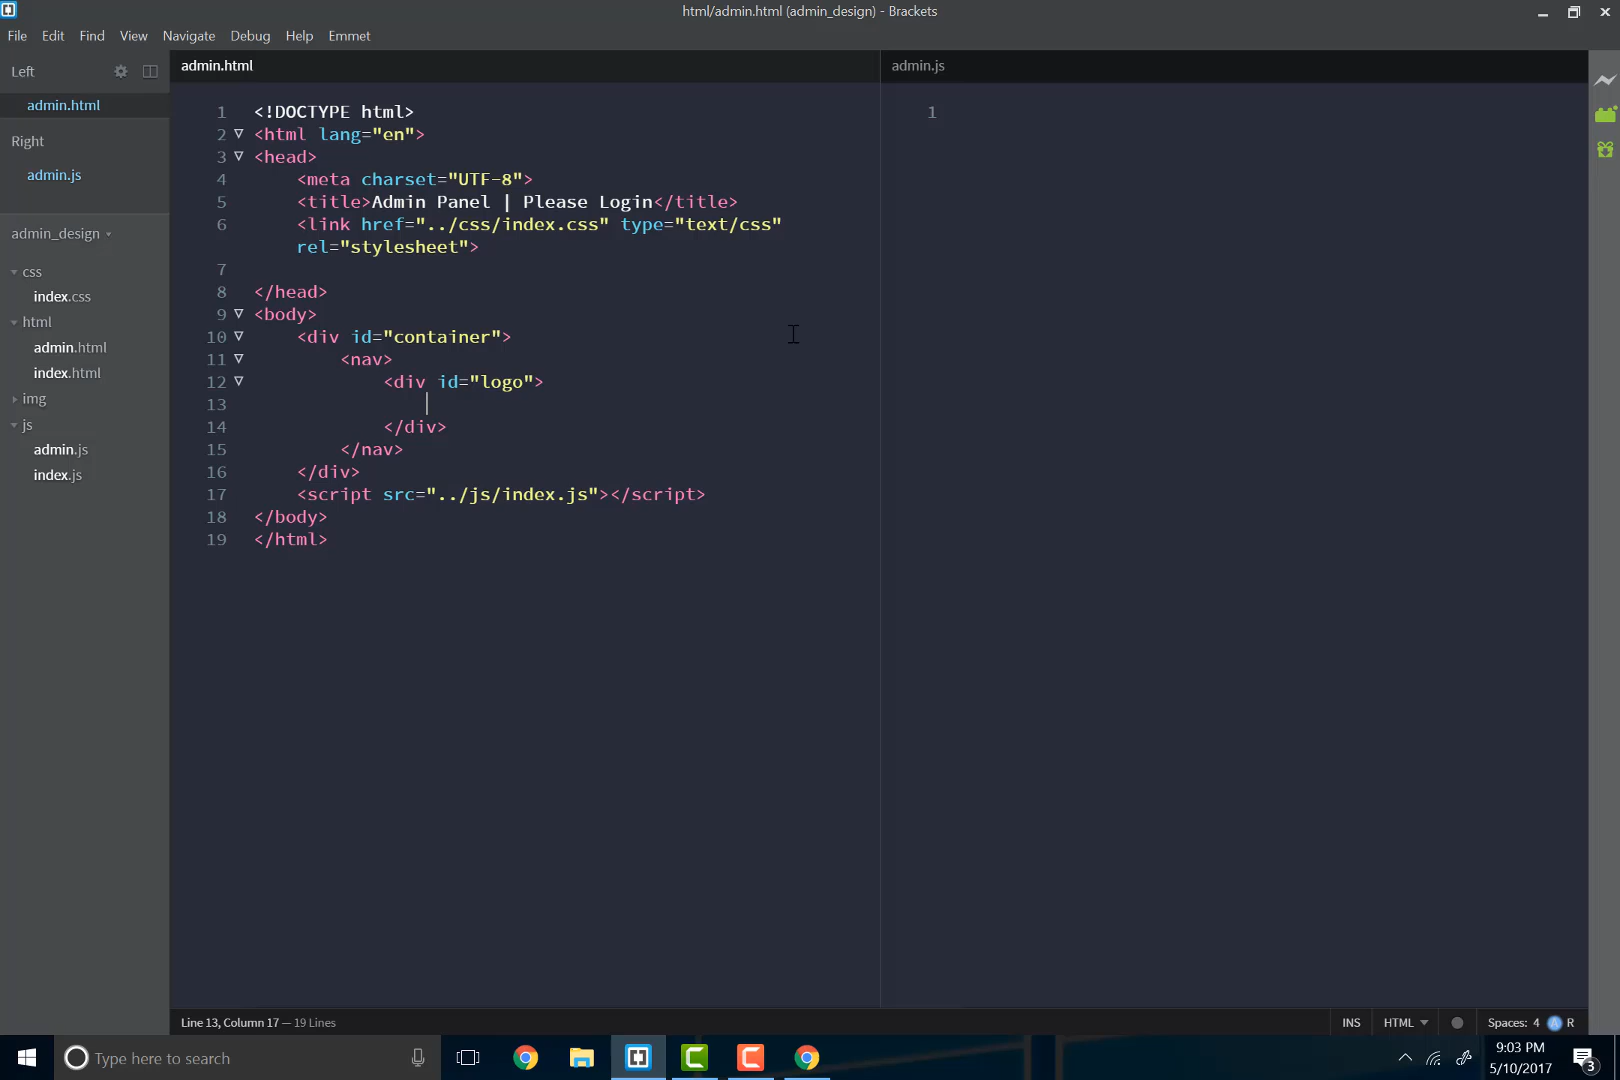 html/admin.html (admin_design) - Brackets
File Edit Find View Navigate Debug Help Emmet
Left
admin.html
Right
admin.js
admin_design
css
index.css
html
admin.html
index.html
img
js
admin.js
index.js
admin.html
1 <!DOCTYPE html>
2 <html lang="en">
3 <head>
4 <meta charset="UTF-8">
5 <title>Admin Panel | Please Login</title>
6 <link href="../css/index.css" type="text/css"
rel="stylesheet">
7
8 </head>
9 <body>
10 <div id="container">
11 <nav>
12 <div id="logo">
13
14 </div>
15 </nav>
16 </div>
17 <script src="../js/index.js"></script>
18 </body>
19 </html>
admin.js
1
Line 13, Column 17 — 19 Lines
INS HTML Spaces: 4 R
Type here to search
9:03 PM
5/10/2017
3